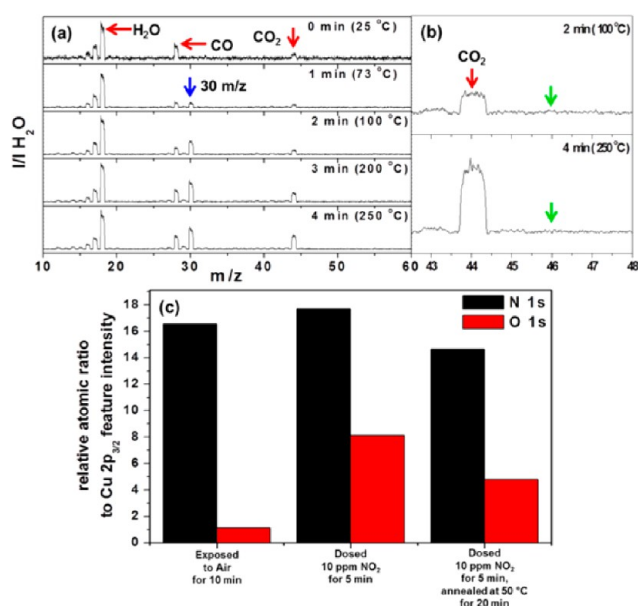 (a)
H₂O
CO
CO₂
0 min (25 °C)
1 min (73 °C)
30 m/z
2 min (100 °C)
3 min (200 °C)
4 min (250 °C)
I/I H₂O
10 20 30 40 50 60
m/z
(b)
2 min (100°C)
CO₂
4 min (250°C)
43 44 45 46 47 48
(c)
N 1s
O 1s
relative atomic ratio
to Cu 2p₃/₂ feature intensity
18
16
14
12
10
8
6
4
2
0
Exposed
to Air
for 10 min
Dosed
10 ppm NO₂
for 5 min
Dosed
10 ppm NO₂
for 5 min,
annealed at 50 °C
for 20 min